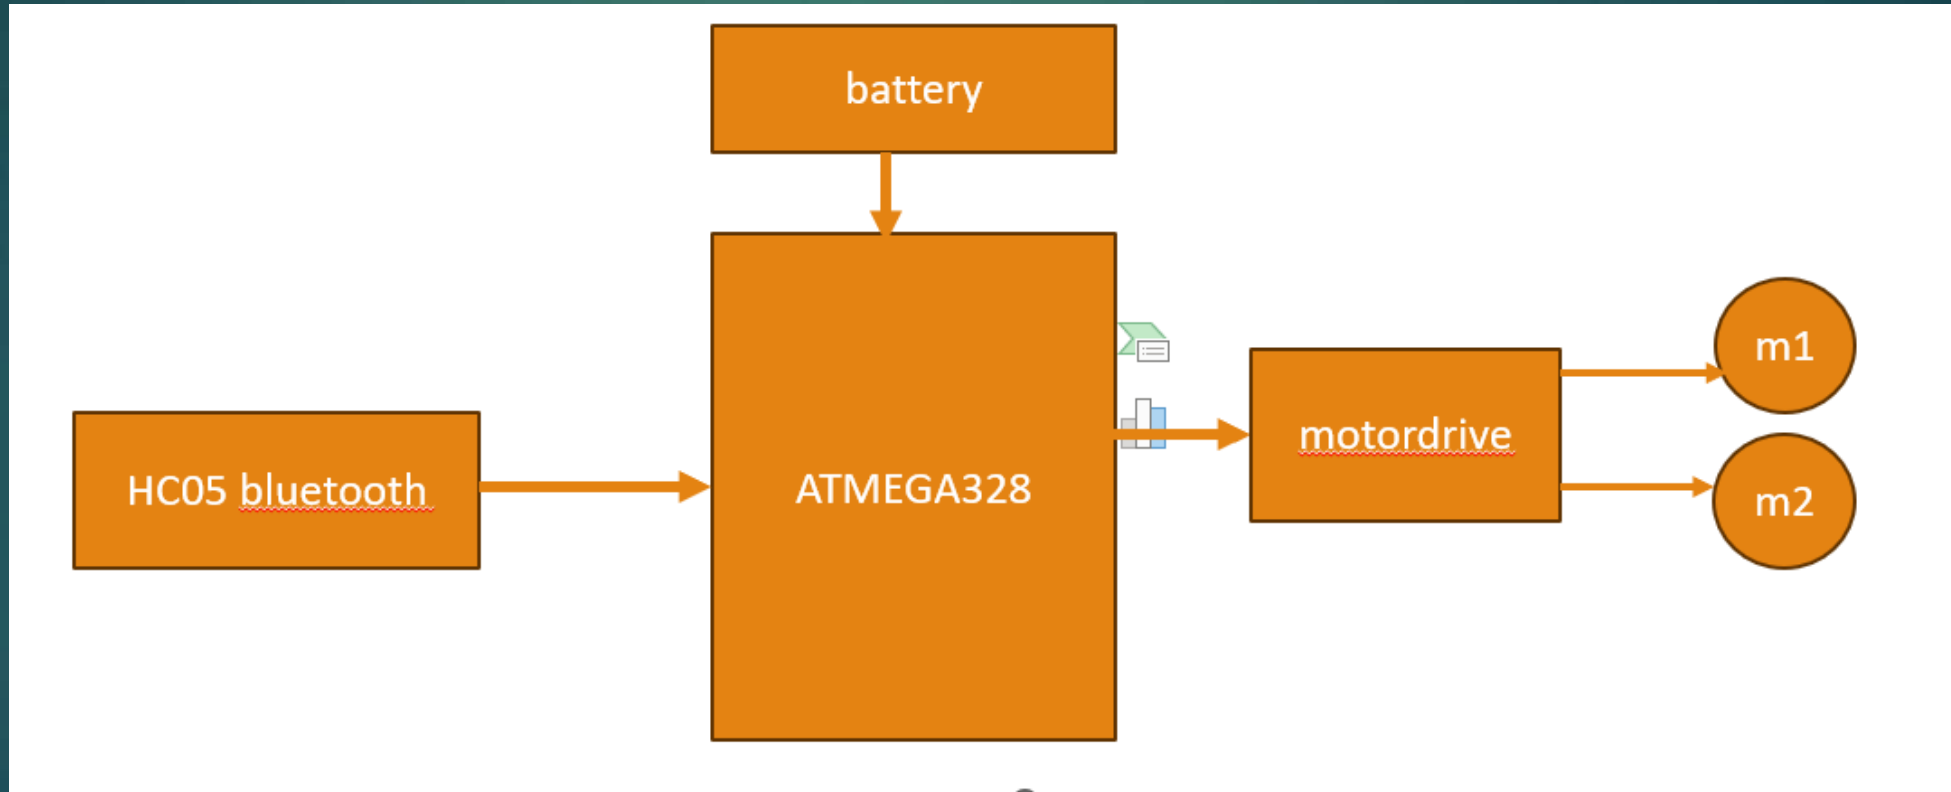 battery
HC05 bluetooth
ATMEGA328
motordrive
m1
m2